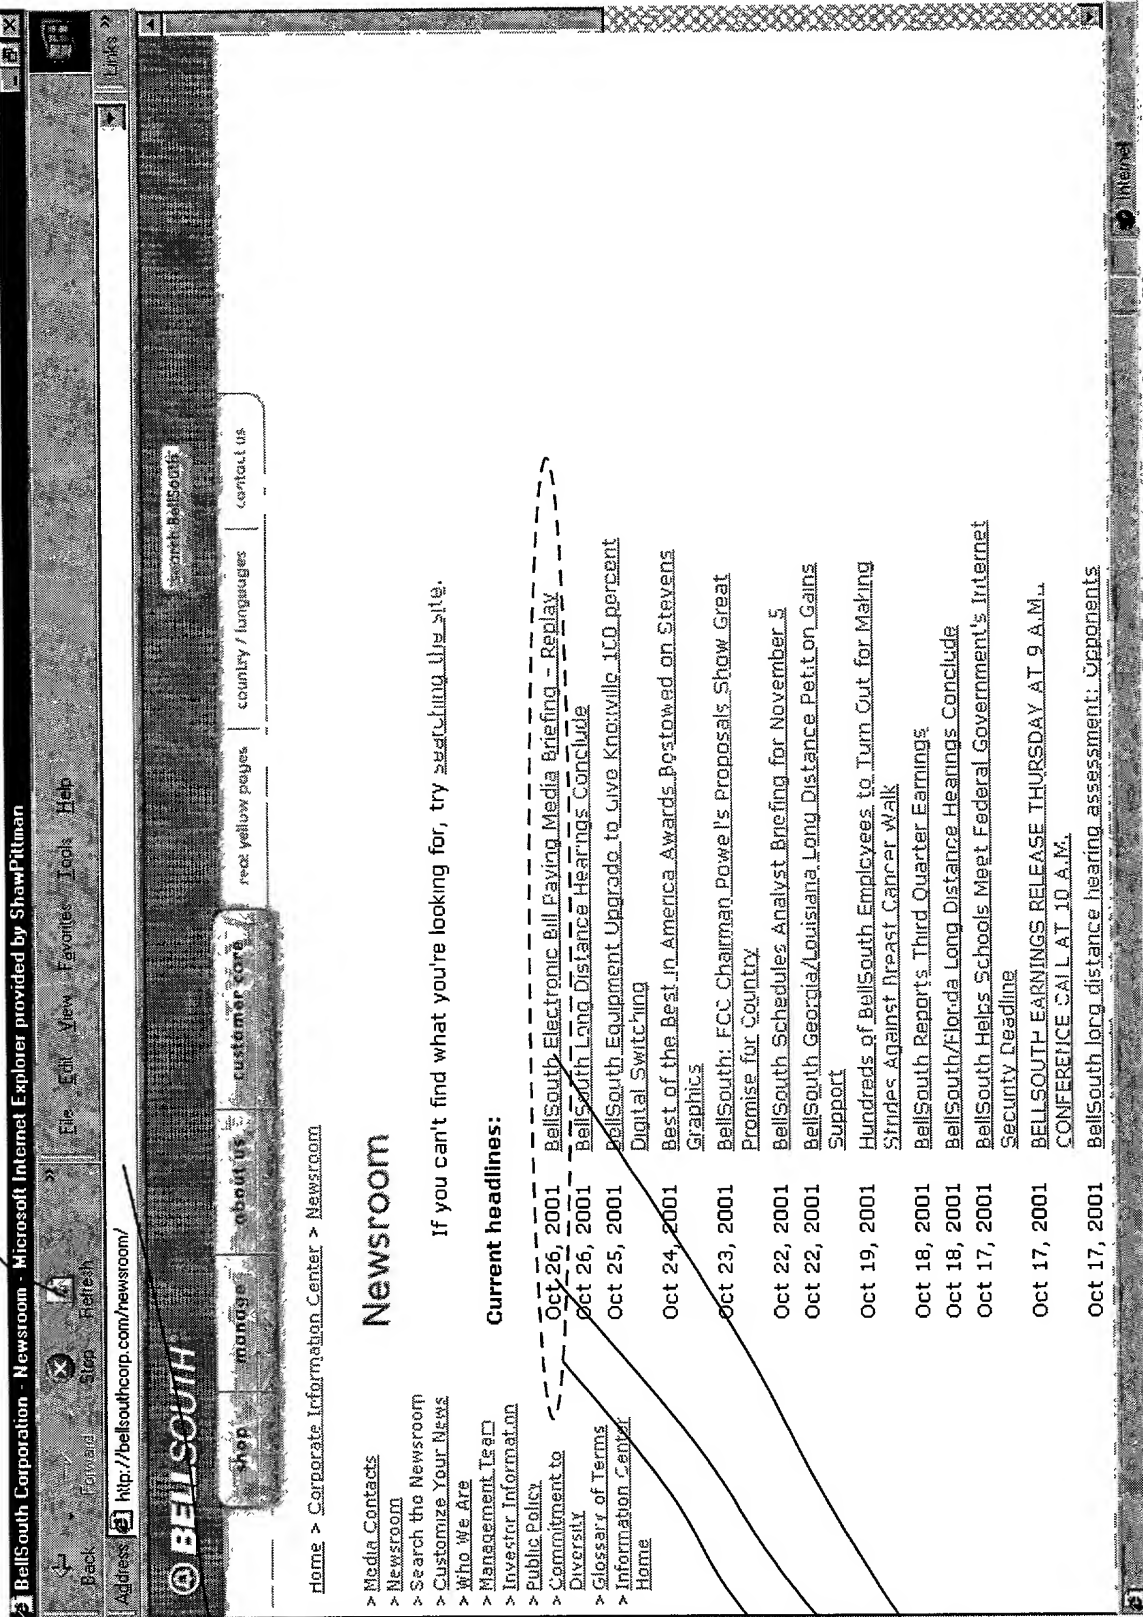 BellSouth Corporation - Newsroom - Microsoft Internet Explorer provided by ShawPittman
Back Forward Stop Refresh » File Edit View Favorites Tools Help
Address http://bellsouthcorp.com/newsroom/ Links »
BELLSOUTH
Search BellSouth
shop manage about us customer care real yellow pages country / languages contact us
Home > Corporate Information Center > Newsroom
> Media Contacts
> Newsroom
> Search the Newsroom
> Customize Your News
> Who We Are
> Management Team
> Investor Information
> Public Policy
> Commitment to
Diversity
> Glossary of Terms
> Information Center
Home
Newsroom
If you can't find what you're looking for, try searching the site.
Current headlines:
Oct 26, 2001 BellSouth Electronic Bill Paying Media Briefing - Replay
Oct 26, 2001 BellSouth Long Distance Hearings Conclude
Oct 25, 2001 BellSouth Equipment Upgrade to Give Knoxville 100 percent
Digital Switching
Oct 24, 2001 Best of the Best in America Awards Bestowed on Stevens
Graphics
Oct 23, 2001 BellSouth: FCC Chairman Powel's Proposals Show Great
Promise for Country
Oct 22, 2001 BellSouth Schedules Analyst Briefing for November 5
Oct 22, 2001 BellSouth Georgia/Louisiana Long Distance Petition Gains
Support
Oct 19, 2001 Hundreds of BellSouth Employees to Turn Out for Making
Strides Against Breast Cancer Walk
Oct 18, 2001 BellSouth Reports Third Quarter Earnings
Oct 18, 2001 BellSouth/Florida Long Distance Hearings Conclude
Oct 17, 2001 BellSouth Helps Schools Meet Federal Government's Internet
Security Deadline
Oct 17, 2001 BELLSOUTH EARNINGS RELEASE THURSDAY AT 9 A.M.,
CONFERENCE CALL AT 10 A.M.
Oct 17, 2001 BellSouth long distance hearing assessment: Opponents
Internet